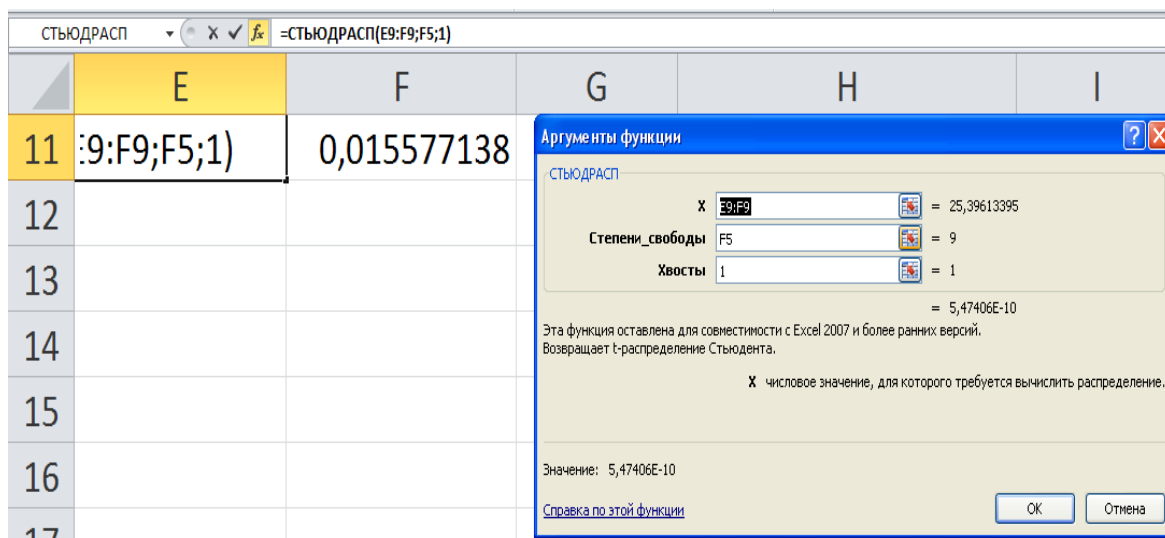 СТЬЮДРАСП fx =СТЬЮДРАСП(E9:F9;F5;1)
E F G H I
11 :9:F9;F5;1) 0,015577138
12
13
14
15
16
17
Аргументы функции
СТЬЮДРАСП
X E9:F9 = 25,39613395
Степени_свободы F5 = 9
Хвосты 1 = 1
= 5,47406E-10
Эта функция оставлена для совместимости с Excel 2007 и более ранних версий.
Возвращает t-распределение Стьюдента.
X числовое значение, для которого требуется вычислить распределение.
Значение: 5,47406E-10
Справка по этой функции
ОК Отмена